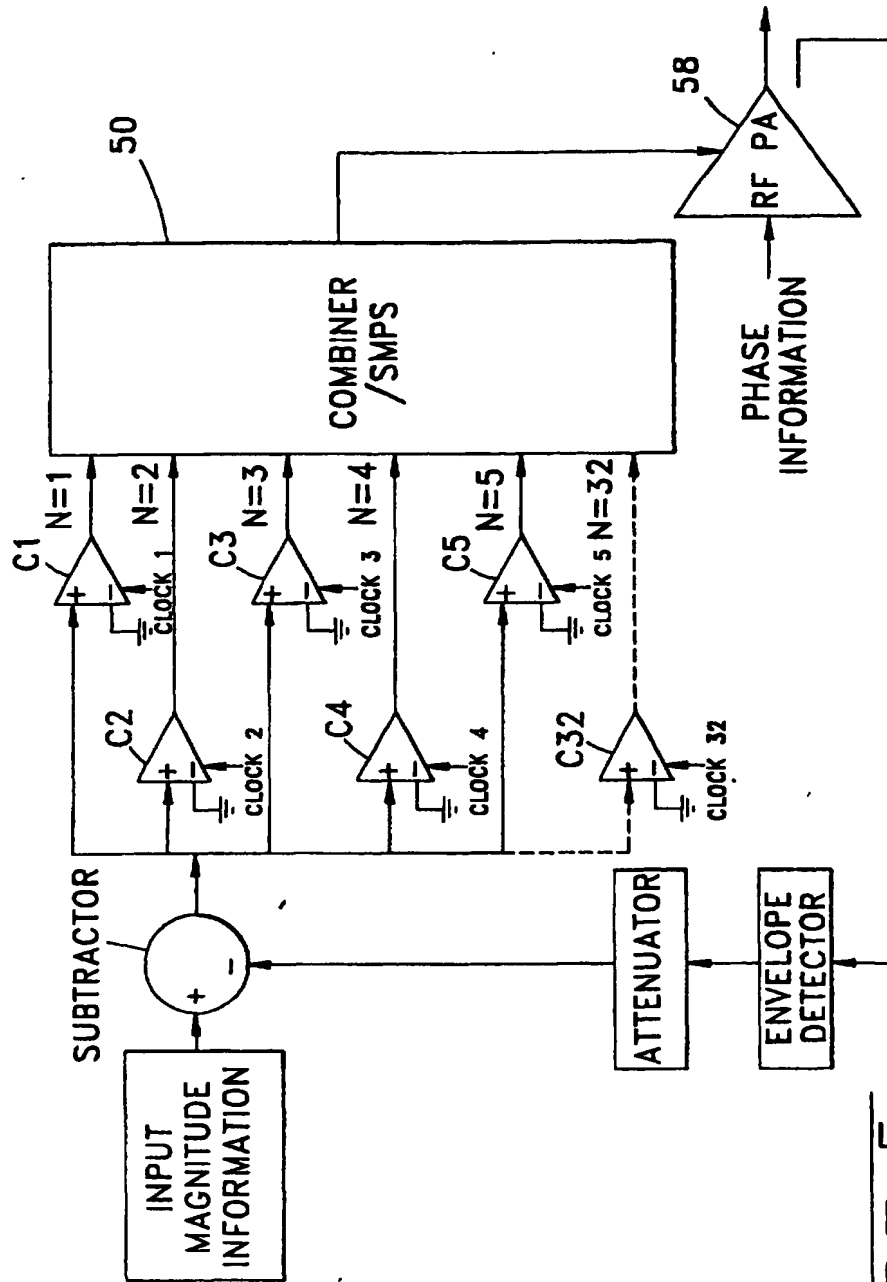 INPUT
MAGNITUDE
INFORMATION
SUBTRACTOR
+
-
ATTENUATOR
ENVELOPE
DETECTOR
C1
+
-
CLOCK 1
N=1
C2
+
-
CLOCK 2
N=2
C3
+
-
CLOCK 3
N=3
C4
+
-
CLOCK 4
N=4
C5
+
-
CLOCK 5
N=5
C32
+
-
CLOCK 32
N=32
COMBINER
/SMPS
50
RF PA
58
PHASE
INFORMATION